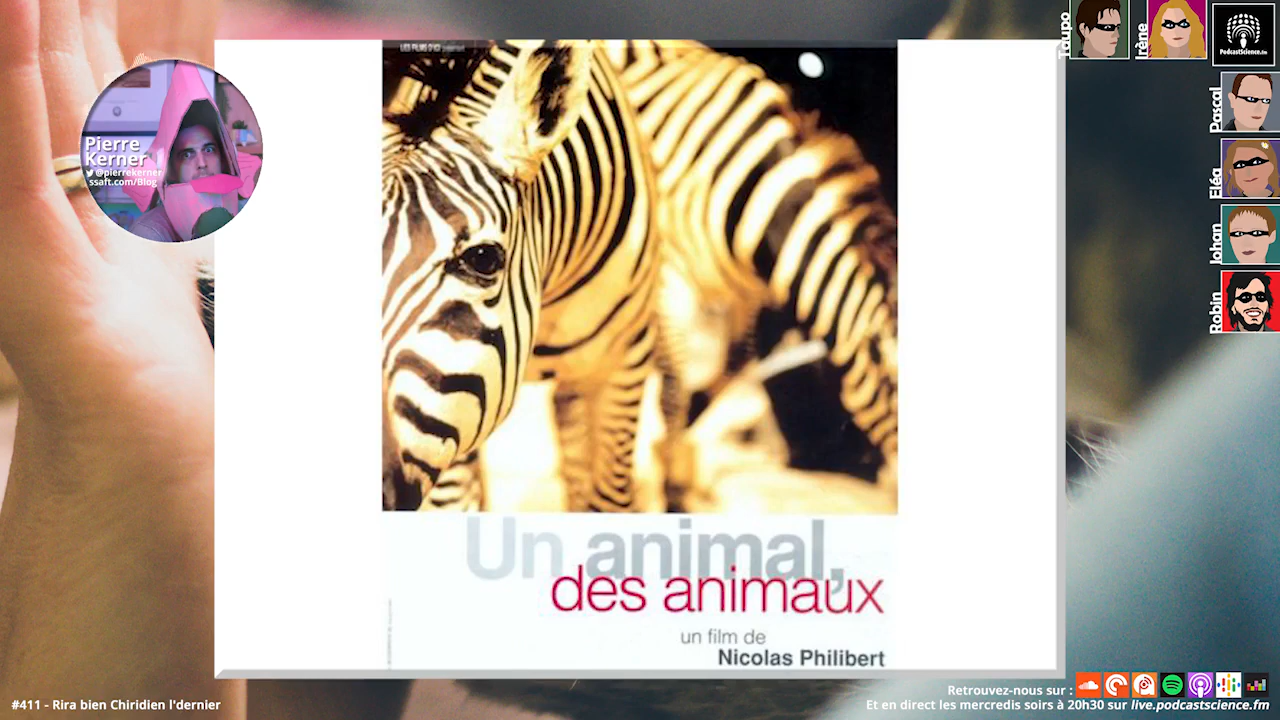 LES FILMS D'ICI présentent
Pierre
Kerner
@pierrekerner
ssaft.com/Blog
Taupo
Irène
PodcastScience.fm
Pascal
Eléa
Johan
Robin
Un animal,
des animaux
un film de
Nicolas Philibert
#411 - Rira bien Chiridien l'dernier
Retrouvez-nous sur :
Et en direct les mercredis soirs à 20h30 sur live.podcastscience.fm